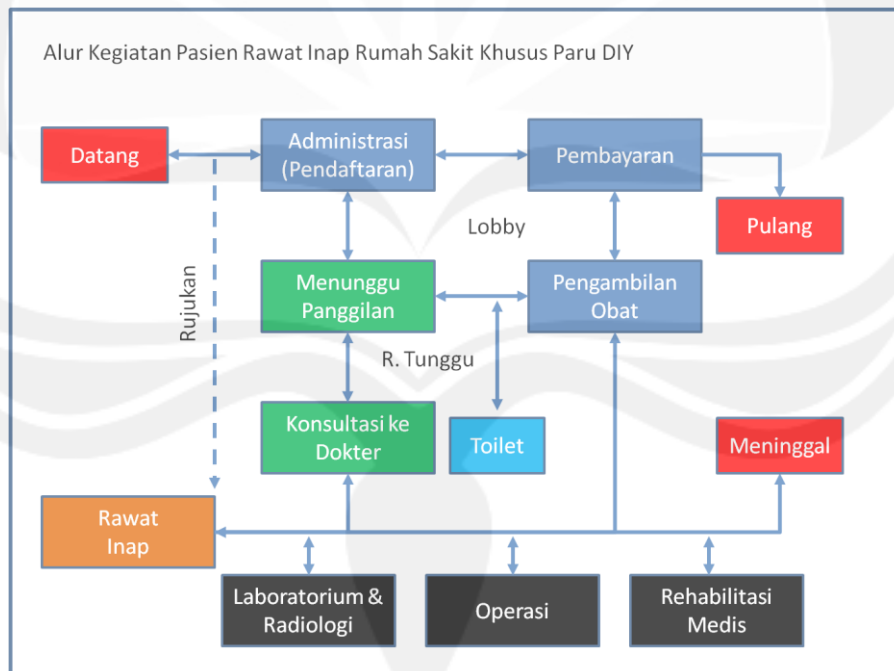 Alur Kegiatan Pasien Rawat Inap Rumah Sakit Khusus Paru DIY
Datang
Administrasi
(Pendaftaran)
Pembayaran
Pulang
Lobby
Rujukan
Menunggu
Panggilan
Pengambilan
Obat
R. Tunggu
Konsultasi ke
Dokter
Toilet
Meninggal
Rawat
Inap
Laboratorium &
Radiologi
Operasi
Rehabilitasi
Medis